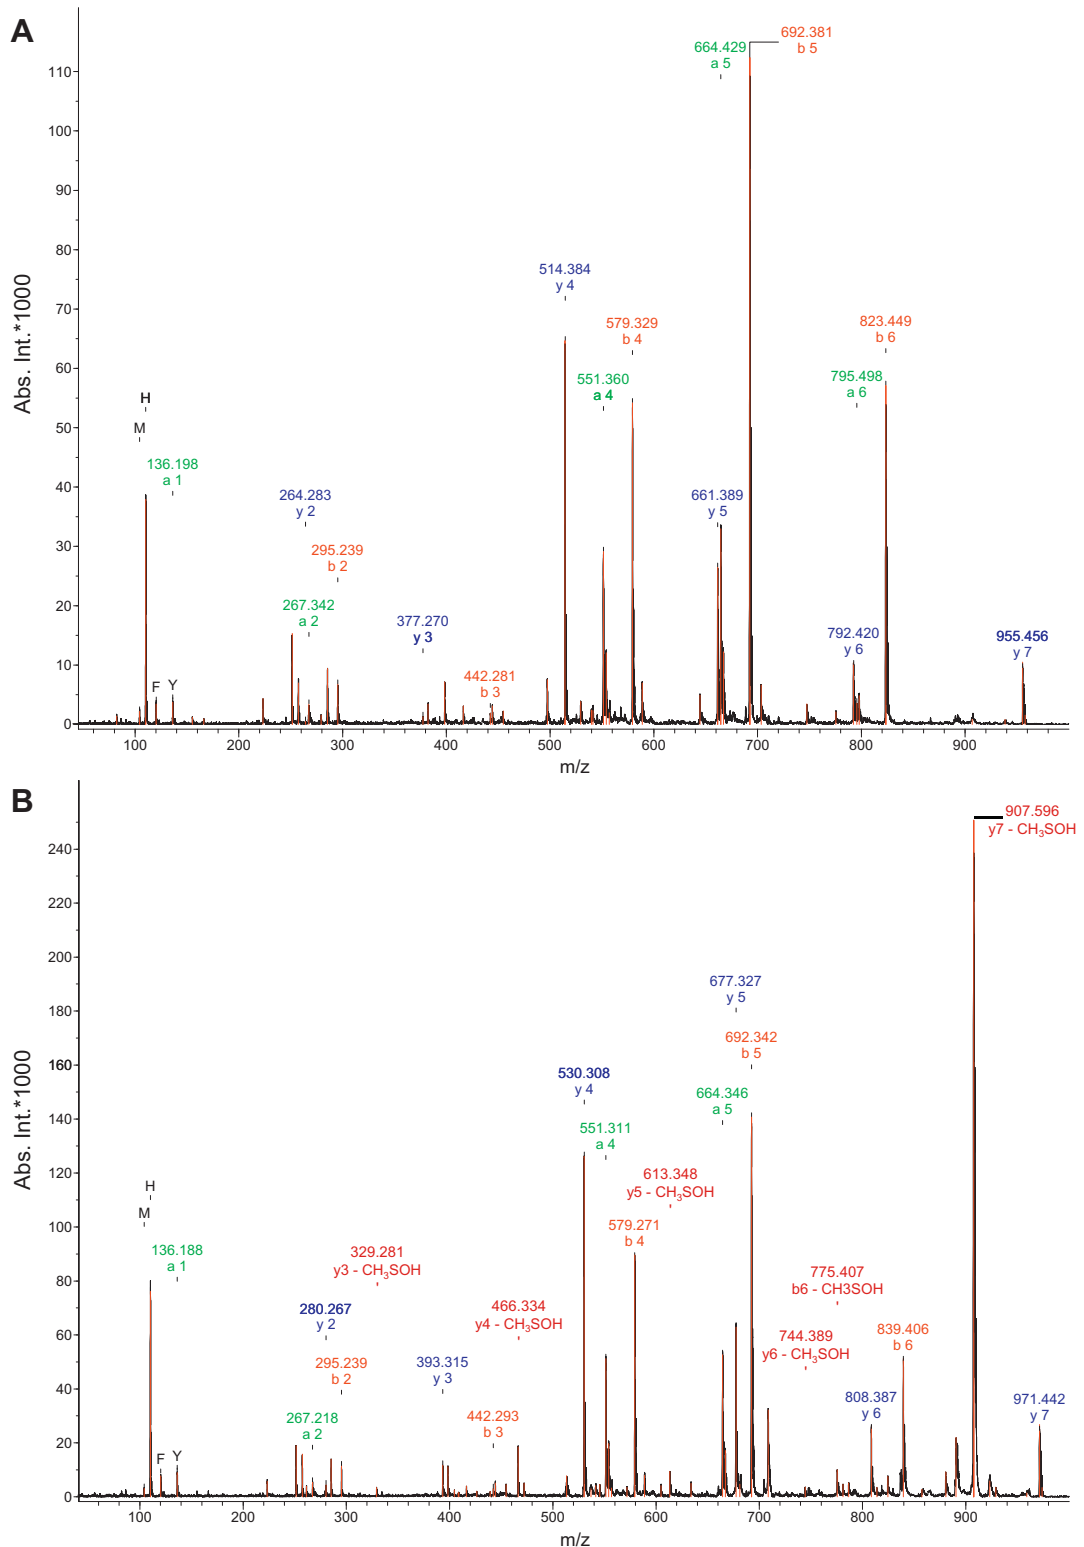 A
Abs. Int.*1000
110
100
90
80
70
60
50
40
30
20
10
0
692.381
b 5
664.429
a 5
514.384
y 4
579.329
b 4
551.360
a 4
823.449
b 6
795.498
a 6
H
M
136.198
a 1
264.283
y 2
295.239
b 2
267.342
a 2
377.270
y 3
442.281
b 3
661.389
y 5
792.420
y 6
955.456
y 7
F Y
100 200 300 400 500 600 700 800 900
m/z
B
Abs. Int.*1000
240
220
200
180
160
140
120
100
80
60
40
20
0
907.596
y7 - CH₃SOH
677.327
y 5
692.342
b 5
530.308
y 4
664.346
a 5
551.311
a 4
613.348
y5 - CH₃SOH
579.271
b 4
H
M
136.188
a 1
329.281
y3 - CH₃SOH
466.334
y4 - CH₃SOH
775.407
b6 - CH3SOH
280.267
y 2
744.389
y6 - CH₃SOH
839.406
b 6
295.239
b 2
393.315
y 3
267.218
a 2
442.293
b 3
808.387
y 6
971.442
y 7
F Y
100 200 300 400 500 600 700 800 900
m/z